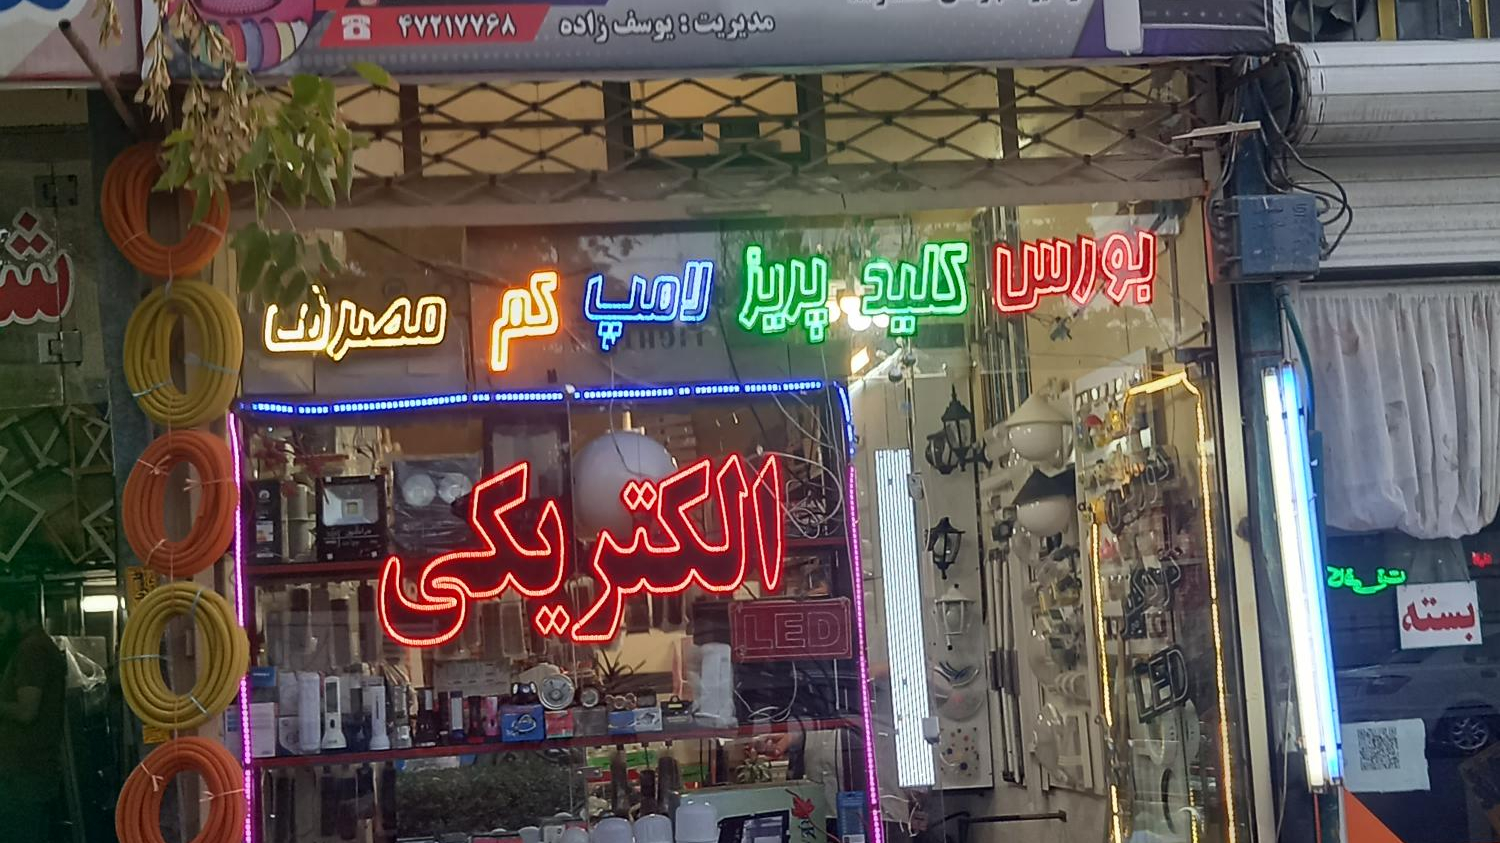 مدیریت : یوسف زاده ۴۷۲۱۷۷۶۸
بورس کلید پریز لامپ کم مصرف
الکتریکی
LED
LED
بسته